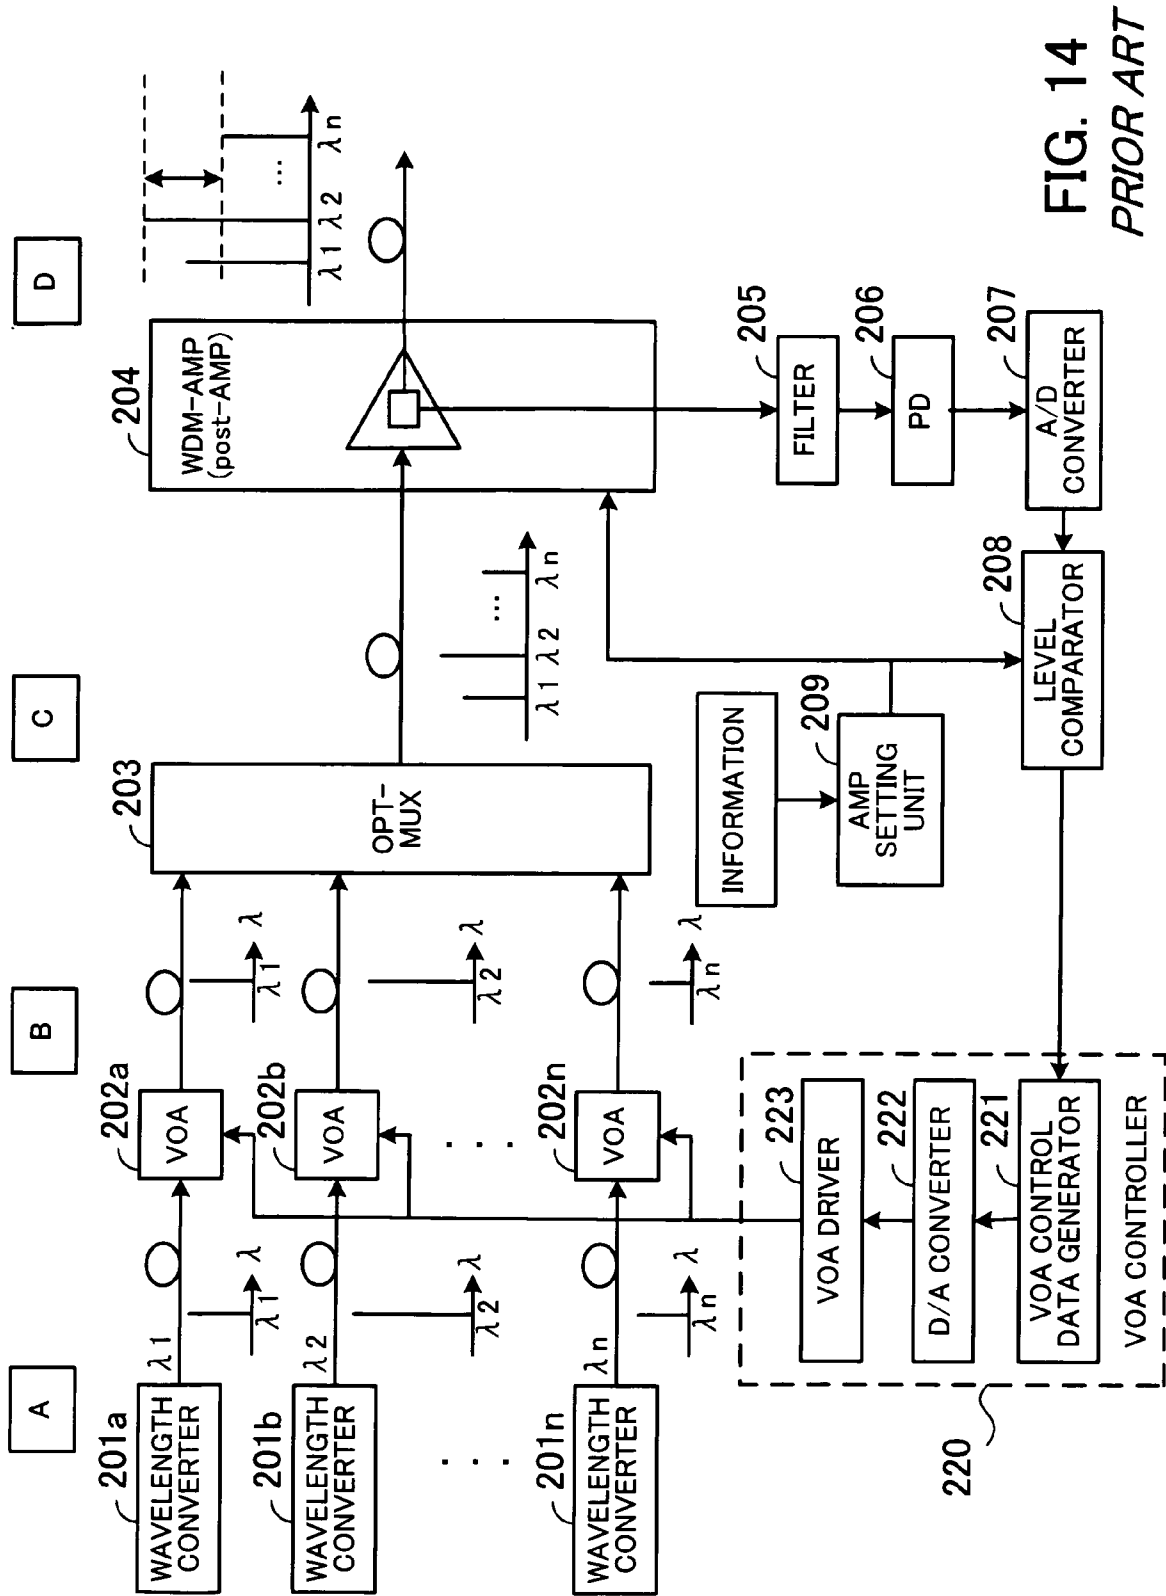 A
B
C
D
201a
WAVELENGTH
CONVERTER
λ1
λ
λ1
202a
VOA
λ
λ1
201b
WAVELENGTH
CONVERTER
λ2
λ
λ2
202b
VOA
λ
λ2
. . .
. . .
201n
WAVELENGTH
CONVERTER
λn
λ
λn
202n
VOA
λ
λn
203
OPT-
MUX
λ1 λ2 ... λn
204
WDM-AMP
(post-AMP)
λ1 λ2 ... λn
205
FILTER
206
PD
207
A/D
CONVERTER
208
LEVEL
COMPARATOR
INFORMATION
209
AMP
SETTING
UNIT
220
223
VOA DRIVER
222
D/A CONVERTER
221
VOA CONTROL
DATA GENERATOR
VOA CONTROLLER
FIG. 14
PRIOR ART